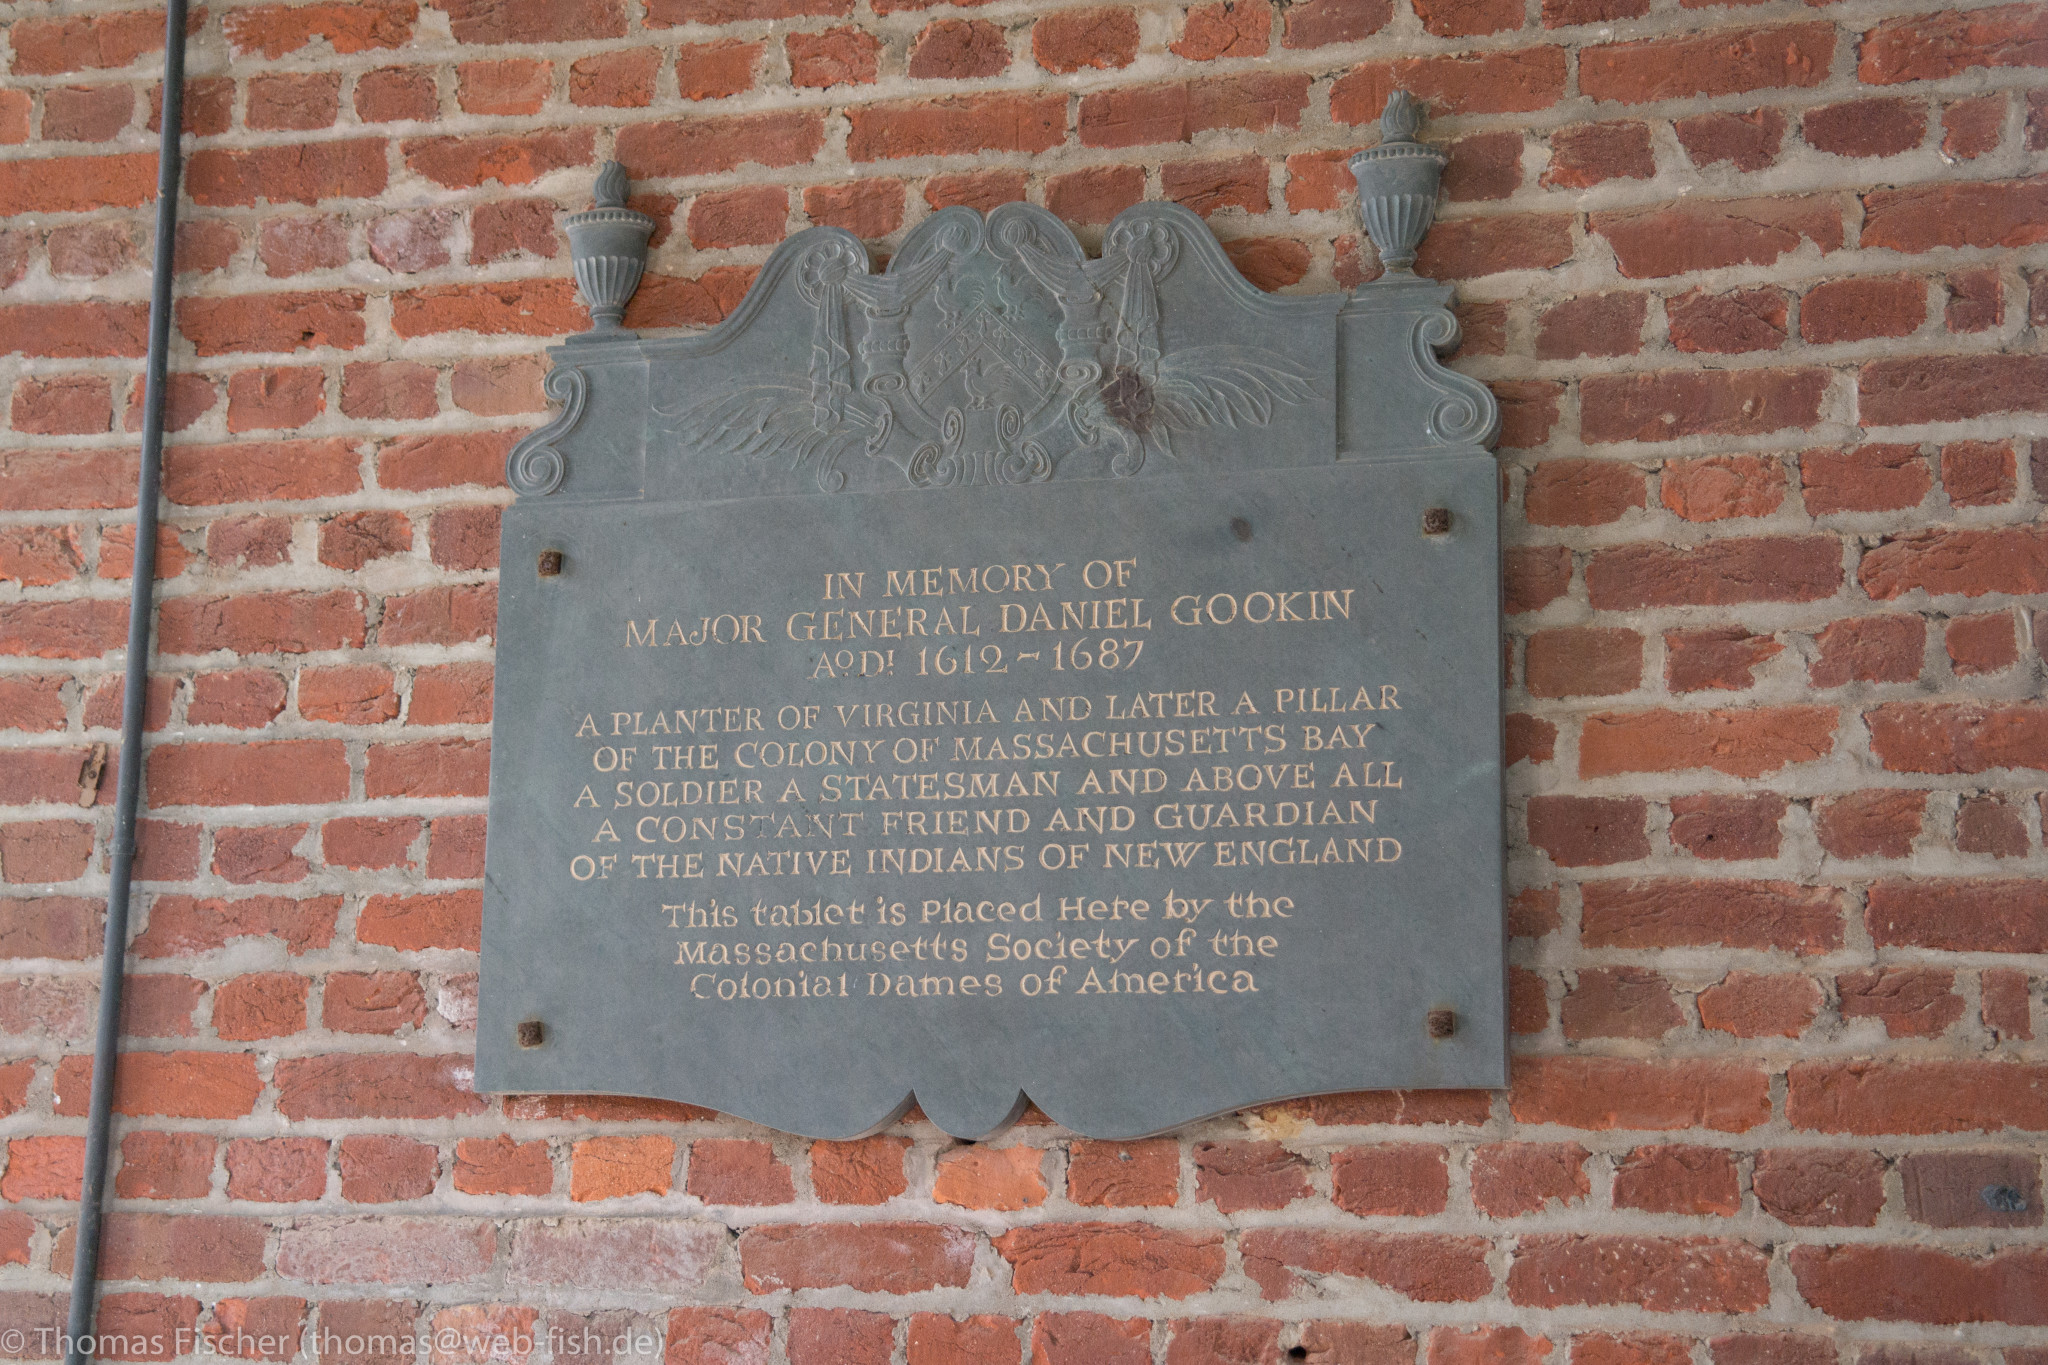 IN MEMORY OF
MAJOR GENERAL DANIEL GOOKIN
Ao. D! 1612 - 1687
A PLANTER OF VIRGINIA AND LATER A PILLAR
OF THE COLONY OF MASSACHUSETTS BAY
A SOLDIER A STATESMAN AND ABOVE ALL
A CONSTANT FRIEND AND GUARDIAN
OF THE NATIVE INDIANS OF NEW ENGLAND
This tablet is Placed Here by the
Massachusetts Society of the
Colonial Dames of America
© Thomas Fischer (thomas@web-fish.de)